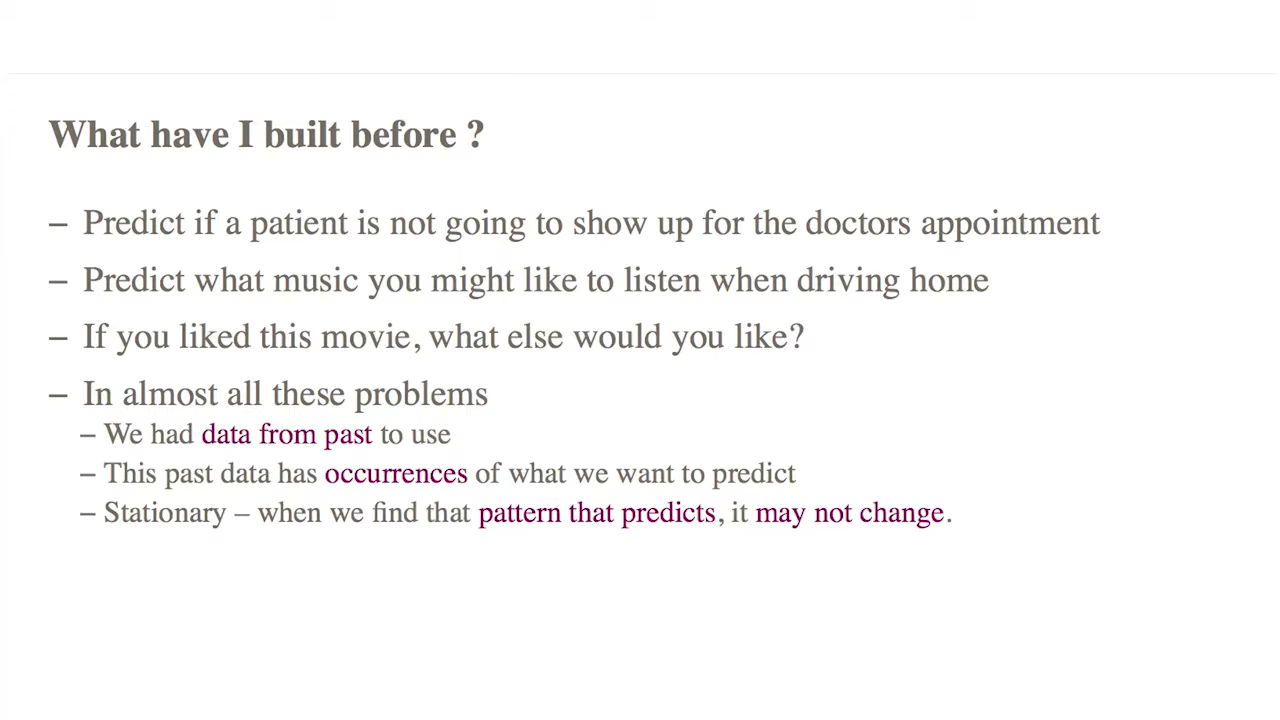 What have I built before ?
– Predict if a patient is not going to show up for the doctors appointment
– Predict what music you might like to listen when driving home
– If you liked this movie, what else would you like?
– In almost all these problems
– We had data from past to use
– This past data has occurrences of what we want to predict
– Stationary – when we find that pattern that predicts, it may not change.